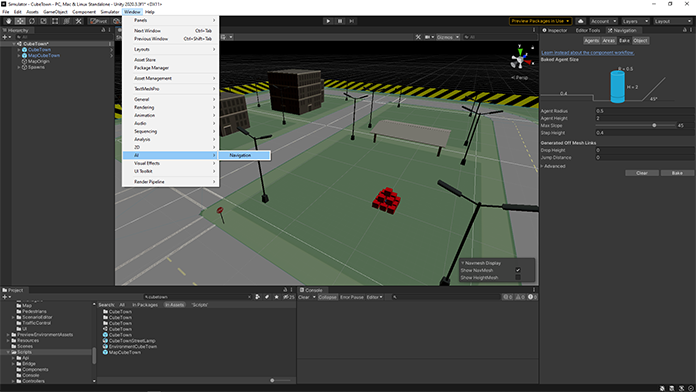 Simulator - CubeTown - PC, Mac & Linux Standalone - Unity 2020.3.3f1* <DX11>
File Edit Assets GameObject Component Simulator Window Help
Pivot
Preview Packages in Use Account Layers Layout
Hierarchy
All
CubeTown*
CubeTown
MapCubeTown
MapOrigin
Spawns
Panels
Next Window Ctrl+Tab
Previous Window Ctrl+Shift+Tab
Layouts
Asset Store
Package Manager
Asset Management
TextMeshPro
General
Rendering
Animation
Audio
Sequencing
Analysis
2D
AI
Navigation
Visual Effects
UI Toolkit
Render Pipeline
Gizmos
All
Persp
Navmesh Display
Show NavMesh
Show HeightMesh
Inspector Editor Tools Navigation
Agents Areas Bake Object
Learn instead about the component workflow.
Baked Agent Size
R = 0.5
H = 2
0.4
45°
Agent Radius 0.5
Agent Height 2
Max Slope 45
Step Height 0.4
Generated Off Mesh Links
Drop Height 0
Jump Distance 0
Advanced
Clear Bake
Project
cubetown
Map
Pedestrians
ScenarioEditor
TrafficControl
UI
PreviewEnvironmentAssets
Resources
Scenes
Scripts
Api
Bridge
Components
Console
Controllers
Search: All In Packages In Assets 'Scripts'
CubeTown
CubeTown
CubeTown
CubeTown
CubeTownStreetLamp
EnvironmentCubeTown
MapCubeTown
Console
Clear Collapse Error Pause Editor